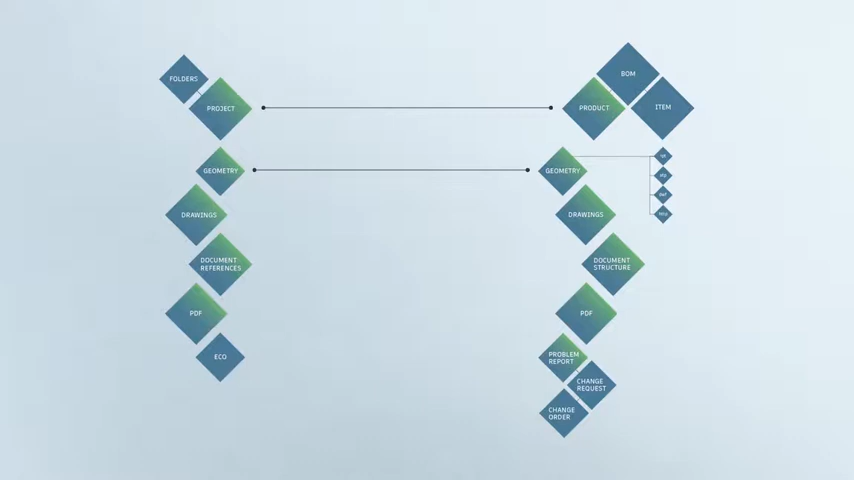 FOLDERS
PROJECT
GEOMETRY
DRAWINGS
DOCUMENT
REFERENCES
PDF
ECO
BOM
PRODUCT
ITEM
GEOMETRY
DRAWINGS
DOCUMENT
STRUCTURE
PDF
PROBLEM
REPORT
CHANGE
REQUEST
CHANGE
ORDER